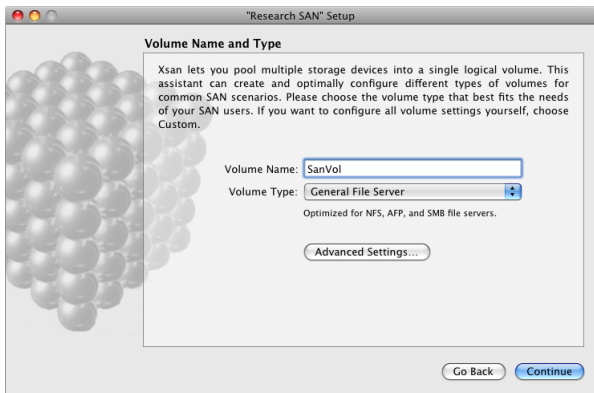 "Research SAN" Setup
Volume Name and Type
Xsan lets you pool multiple storage devices into a single logical volume. This
assistant can create and optimally configure different types of volumes for
common SAN scenarios. Please choose the volume type that best fits the needs
of your SAN users. If you want to configure all volume settings yourself, choose
Custom.
Volume Name: SanVol
Volume Type: General File Server
Optimized for NFS, AFP, and SMB file servers.
Advanced Settings...
Go Back Continue